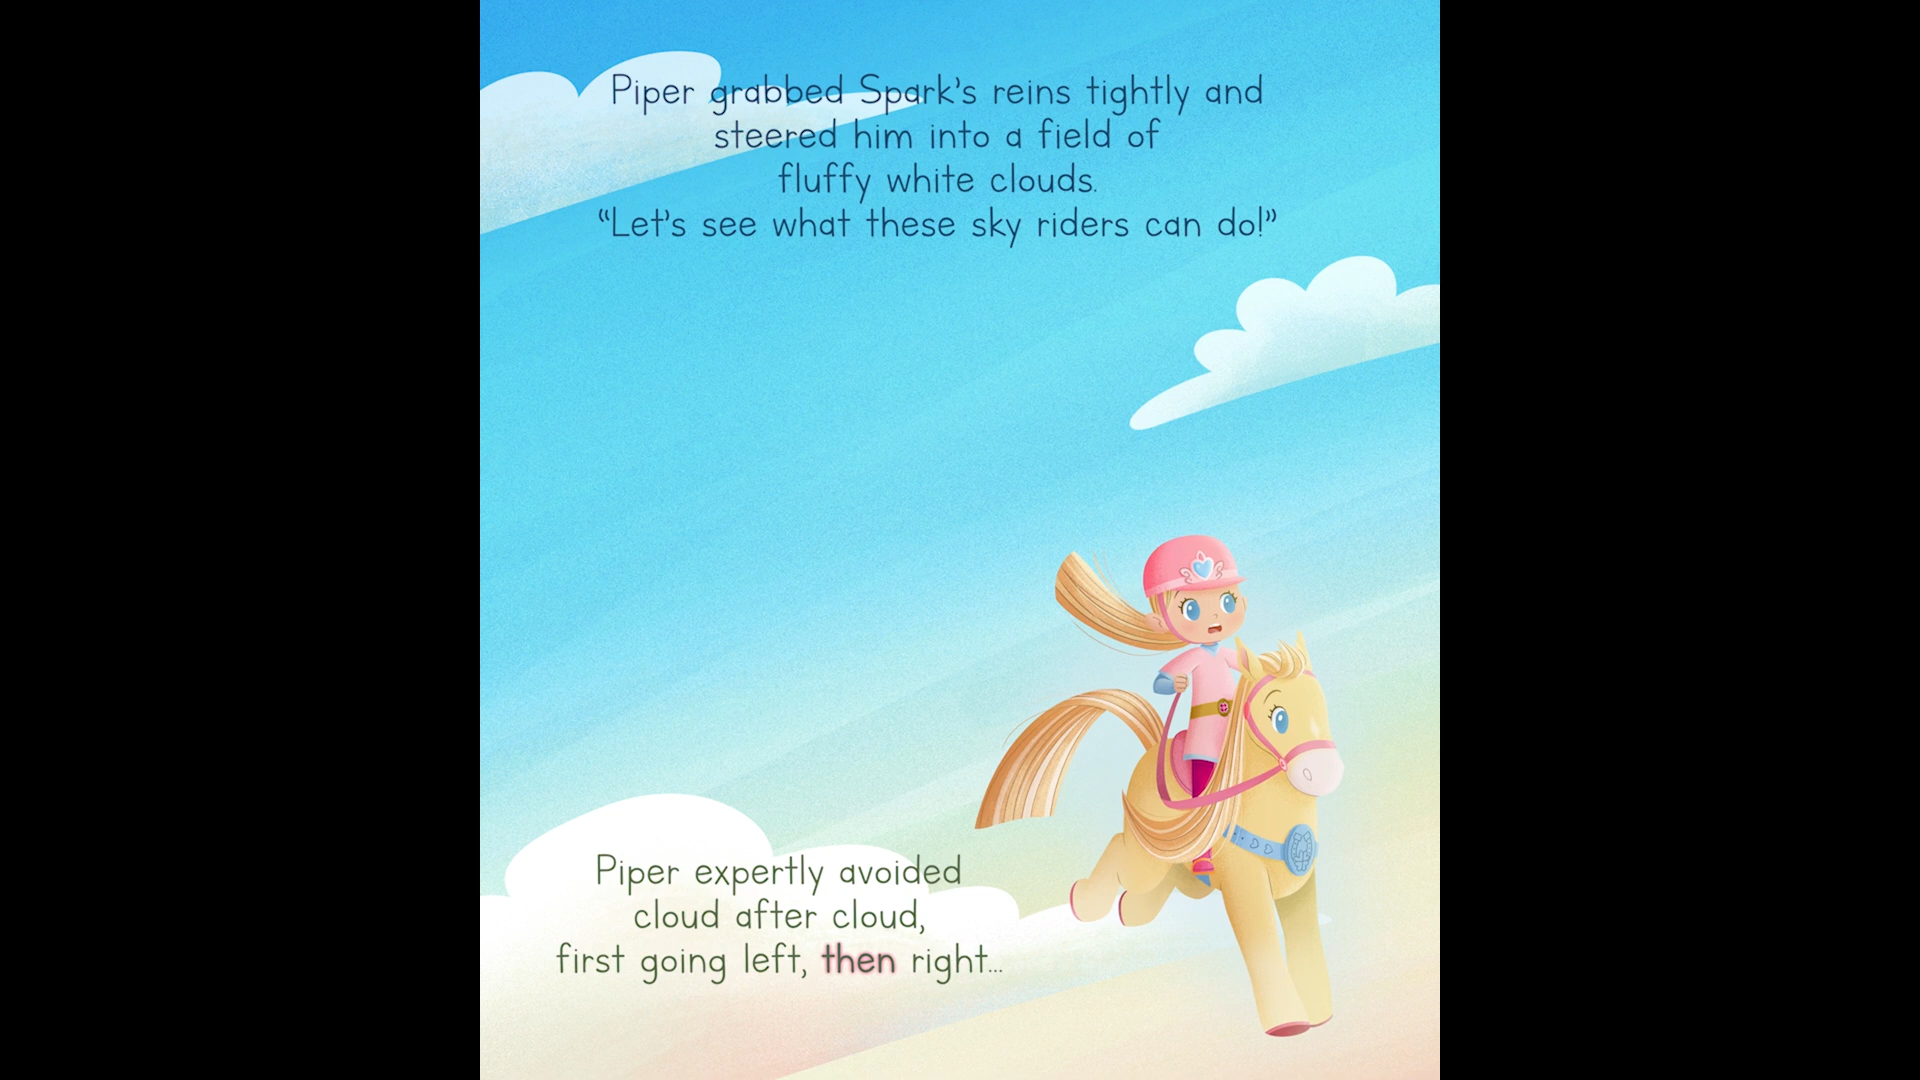 Piper grabbed Spark's reins tightly and
steered him into a field of
fluffy white clouds.
“Let's see what these sky riders can do!”
Piper expertly avoided
cloud after cloud,
first going left, then right...